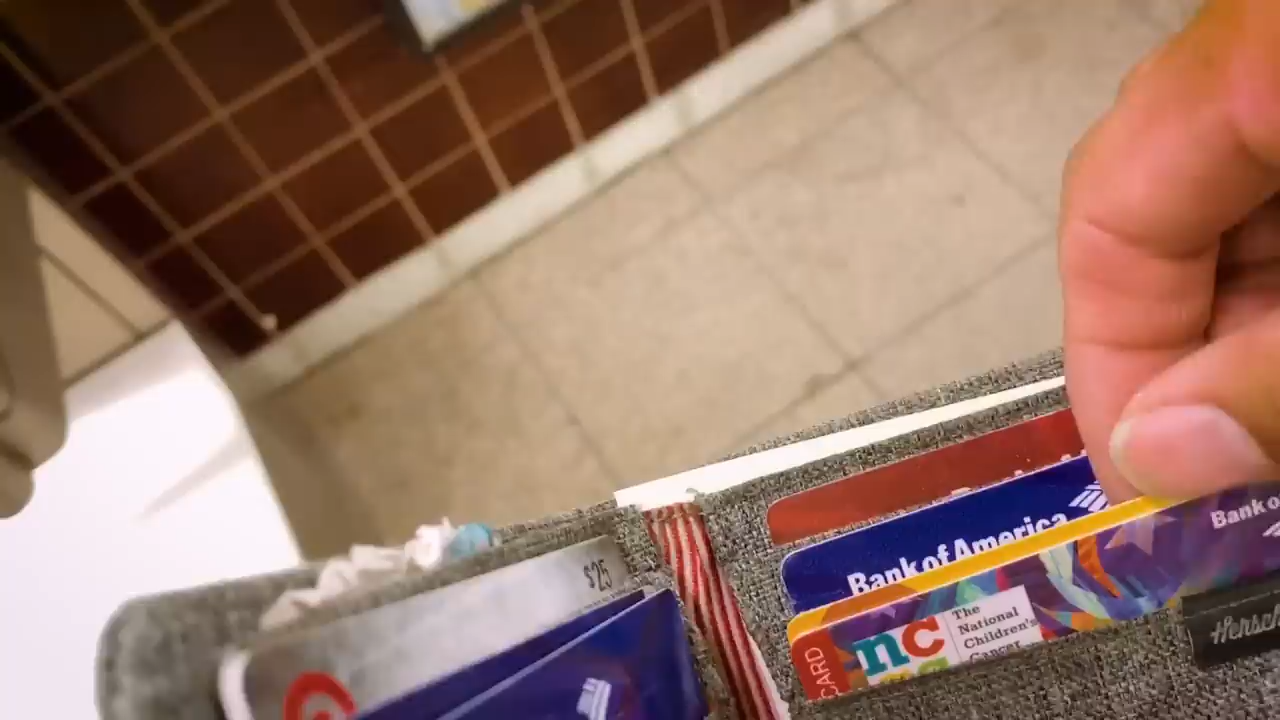 $25
Bank of America
Bank o
nc
The
National
Children's
Cancer
CARD
Hersch